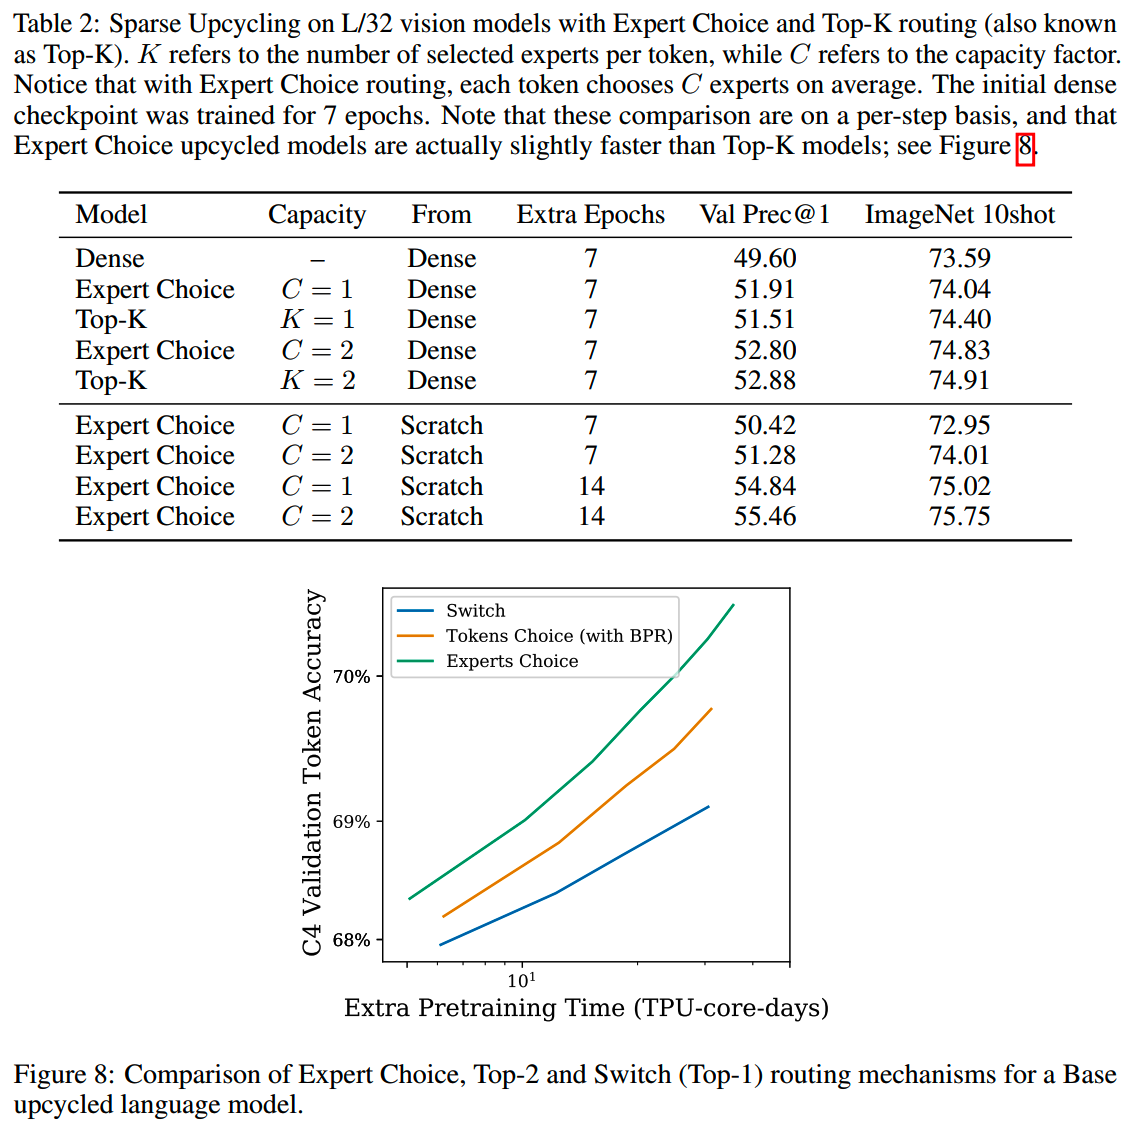 Table 2: Sparse Upcycling on L/32 vision models with Expert Choice and Top-K routing (also known
as Top-K). K refers to the number of selected experts per token, while C refers to the capacity factor.
Notice that with Expert Choice routing, each token chooses C experts on average. The initial dense
checkpoint was trained for 7 epochs. Note that these comparison are on a per-step basis, and that
Expert Choice upcycled models are actually slightly faster than Top-K models; see Figure 8.
Model Capacity From Extra Epochs Val Prec@1 ImageNet 10shot
Dense – Dense 7 49.60 73.59
Expert Choice C = 1 Dense 7 51.91 74.04
Top-K K = 1 Dense 7 51.51 74.40
Expert Choice C = 2 Dense 7 52.80 74.83
Top-K K = 2 Dense 7 52.88 74.91
Expert Choice C = 1 Scratch 7 50.42 72.95
Expert Choice C = 2 Scratch 7 51.28 74.01
Expert Choice C = 1 Scratch 14 54.84 75.02
Expert Choice C = 2 Scratch 14 55.46 75.75
C4 Validation Token Accuracy
Switch
Tokens Choice (with BPR)
Experts Choice
70%
69%
68%
10¹
Extra Pretraining Time (TPU-core-days)
Figure 8: Comparison of Expert Choice, Top-2 and Switch (Top-1) routing mechanisms for a Base
upcycled language model.